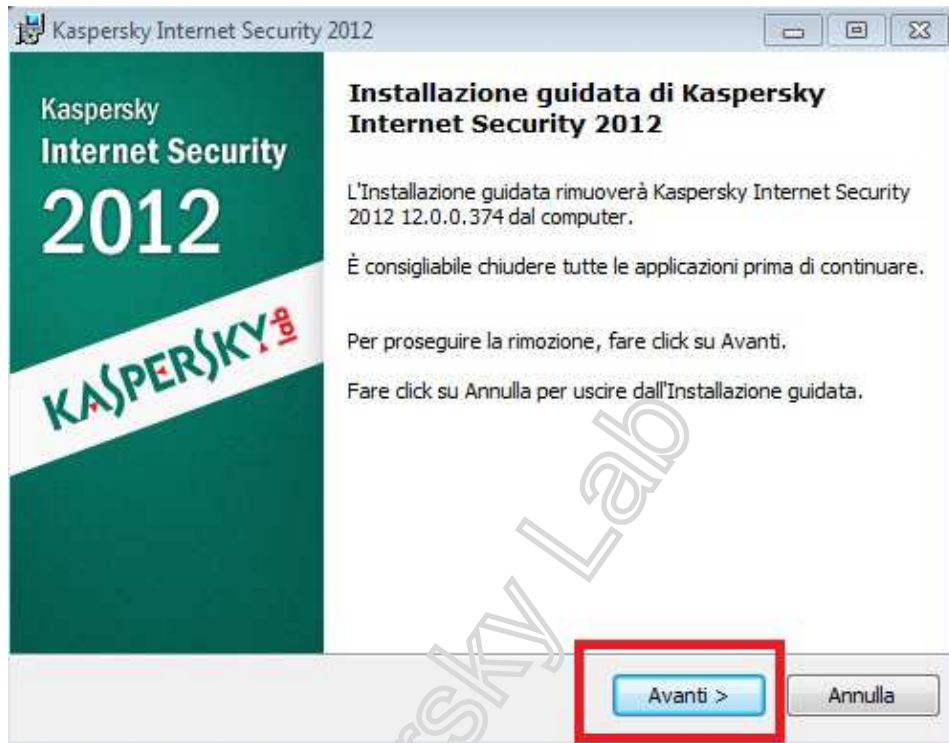 Kaspersky Internet Security 2012
Kaspersky
Internet Security
2012
KASPERSKY lab
Installazione guidata di Kaspersky
Internet Security 2012
L'Installazione guidata rimuoverà Kaspersky Internet Security
2012 12.0.0.374 dal computer.
È consigliabile chiudere tutte le applicazioni prima di continuare.
Per proseguire la rimozione, fare click su Avanti.
Fare click su Annulla per uscire dall'Installazione guidata.
rsky Lab
Avanti >
Annulla